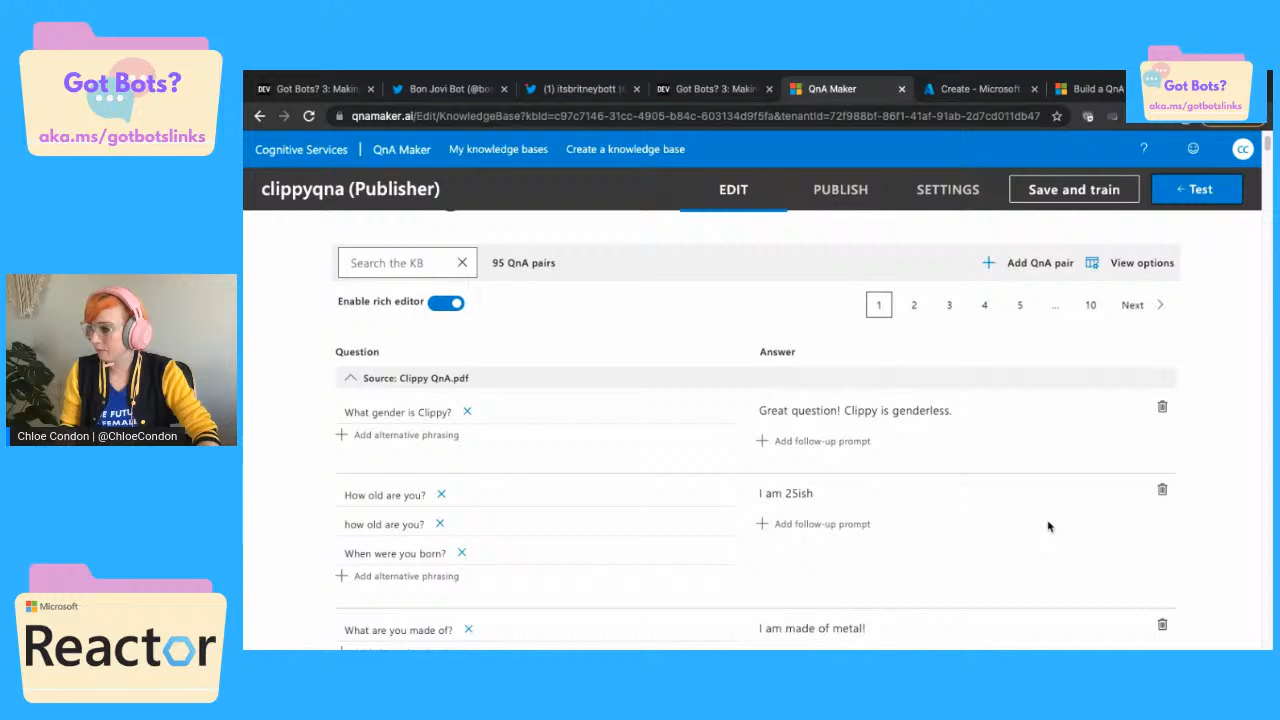 Got Bots?
aka.ms/gotbotslinks
Got Bots?
aka.ms/gotbotslinks
DEV Got Bots? 3: Makin
Bon Jovi Bot (@bo
(1) itsbritneybott (
DEV Got Bots? 3: Makin
QnA Maker
Create - Microsoft
Build a QnA
qnamaker.ai/Edit/KnowledgeBase?kbId=c97c7146-31cc-4905-b84c-603134d9f5fa&tenantId=72f988bf-86f1-41af-91ab-2d7cd011db47
Cognitive Services | QnA Maker My knowledge bases Create a knowledge base ? CC
clippyqna (Publisher) EDIT PUBLISH SETTINGS Save and train ← Test
Search the KB 95 QnA pairs + Add QnA pair View options
Enable rich editor 1 2 3 4 5 ... 10 Next
Question Answer
Source: Clippy QnA.pdf
What gender is Clippy? Great question! Clippy is genderless.
+ Add alternative phrasing + Add follow-up prompt
How old are you? I am 25ish
how old are you? + Add follow-up prompt
When were you born?
+ Add alternative phrasing
What are you made of? I am made of metal!
Chloe Condon | @ChloeCondon
Microsoft
Reactor